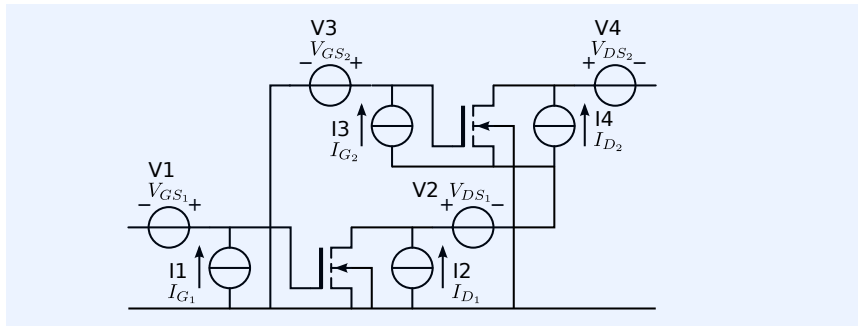 V3
V_{GS_2}
− +
V4
V_{DS_2}
+ −
I3
I_{G_2}
I4
I_{D_2}
V1
V_{GS_1}
− +
V2 V_{DS_1}
+ −
I1
I_{G_1}
I2
I_{D_1}